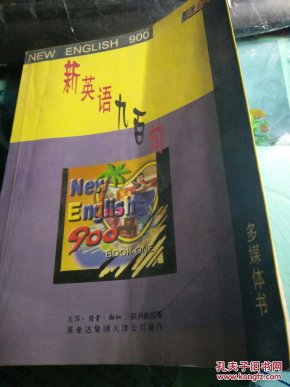 NEW ENGLISH 900
新英语九百句
New
English
900
BOOK ONE
多媒体书
生活·读书·新知 三联书店出版
英业达集团天津公司制作
孔夫子旧书网